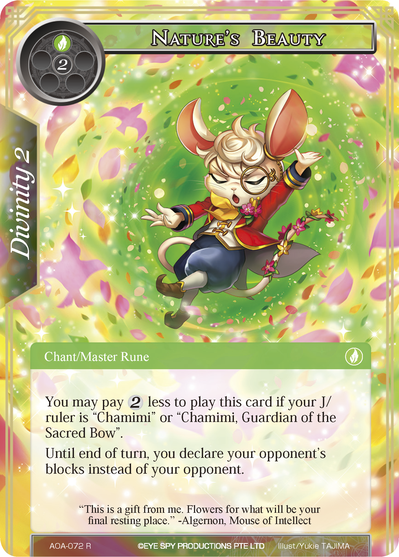 Nature's Beauty
2
Divinity 2
Chant/Master Rune
You may pay 2 less to play this card if your J/
ruler is “Chamimi” or “Chamimi, Guardian of the
Sacred Bow”.
Until end of turn, you declare your opponent's
blocks instead of your opponent.
“This is a gift from me. Flowers for what will be your
final resting place.” -Algernon, Mouse of Intellect
AOA-072 R ©EYE SPY PRODUCTIONS PTE LTD Illust/Yukie TAJIMA